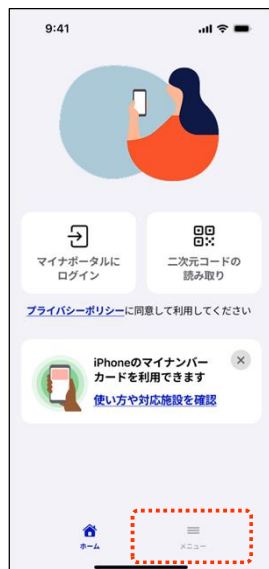 9:41
マイナポータルに
ログイン
二次元コードの
読み取り
プライバシーポリシーに同意して利用してください
iPhoneのマイナンバー
カードを利用できます
使い方や対応施設を確認
ホーム
メニュー